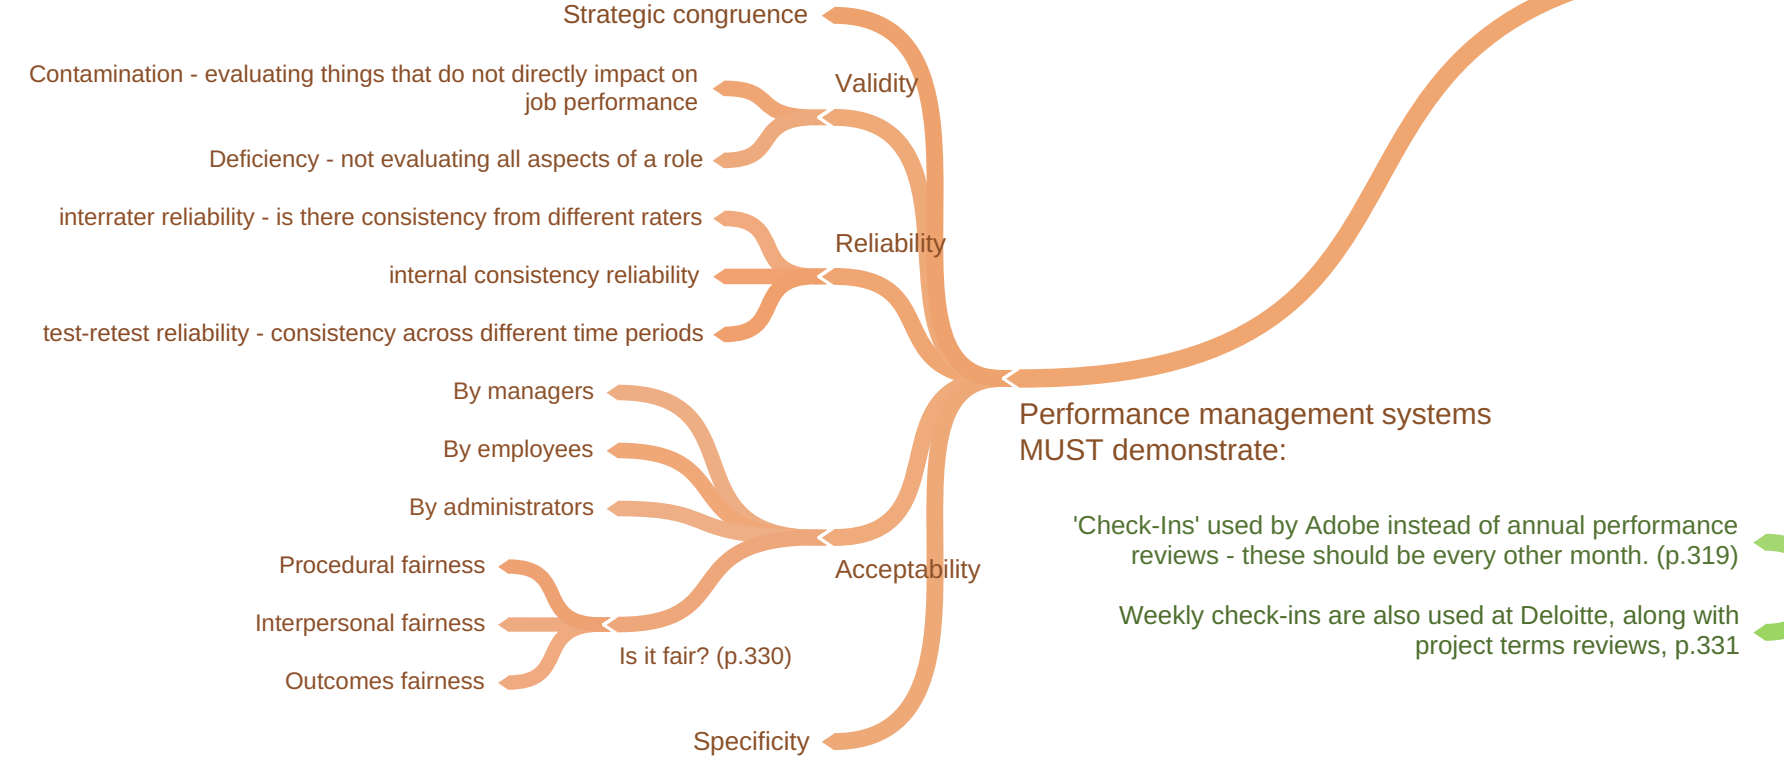 Strategic congruence
Contamination - evaluating things that do not directly impact on
job performance
Validity
Deficiency - not evaluating all aspects of a role
interrater reliability - is there consistency from different raters
Reliability
internal consistency reliability
test-retest reliability - consistency across different time periods
By managers
By employees
By administrators
Procedural fairness
Interpersonal fairness
Outcomes fairness
Is it fair? (p.330)
Acceptability
Specificity
Performance management systems
MUST demonstrate:
'Check-Ins' used by Adobe instead of annual performance
reviews - these should be every other month. (p.319)
Weekly check-ins are also used at Deloitte, along with
project terms reviews, p.331